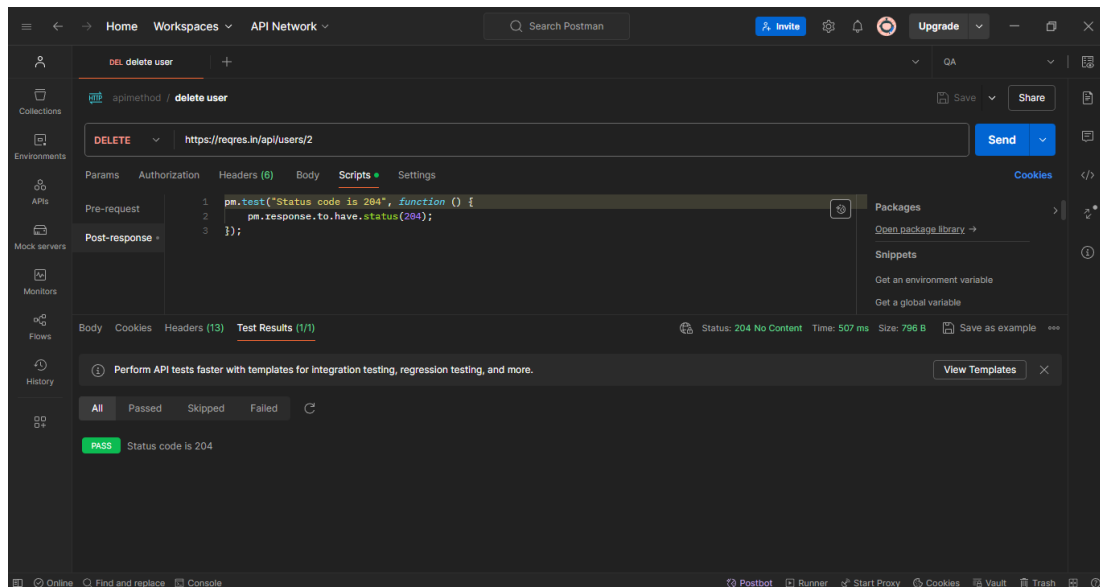 Home Workspaces API Network Search Postman Invite Upgrade
DEL delete user QA
HTTP apimethod / delete user Save Share
Collections
DELETE https://reqres.in/api/users/2 Send
Environments
Params Authorization Headers (6) Body Scripts Settings Cookies
APIs
Pre-request
Post-response
1 pm.test("Status code is 204", function () {
2 pm.response.to.have.status(204);
3 });
Packages
Open package library →
Snippets
Get an environment variable
Get a global variable
Mock servers
Monitors
Flows
History
Body Cookies Headers (13) Test Results (1/1) Status: 204 No Content Time: 507 ms Size: 796 B Save as example
Perform API tests faster with templates for integration testing, regression testing, and more. View Templates
All Passed Skipped Failed
PASS Status code is 204
Online Find and replace Console Postbot Runner Start Proxy Cookies Vault Trash